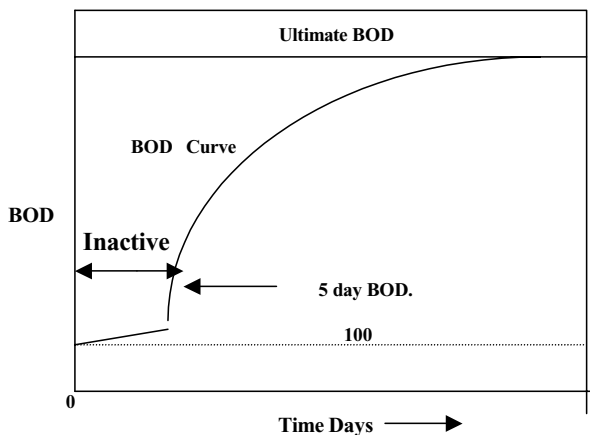 Ultimate BOD
BOD Curve
BOD
Inactive
5 day BOD.
100
0
Time Days